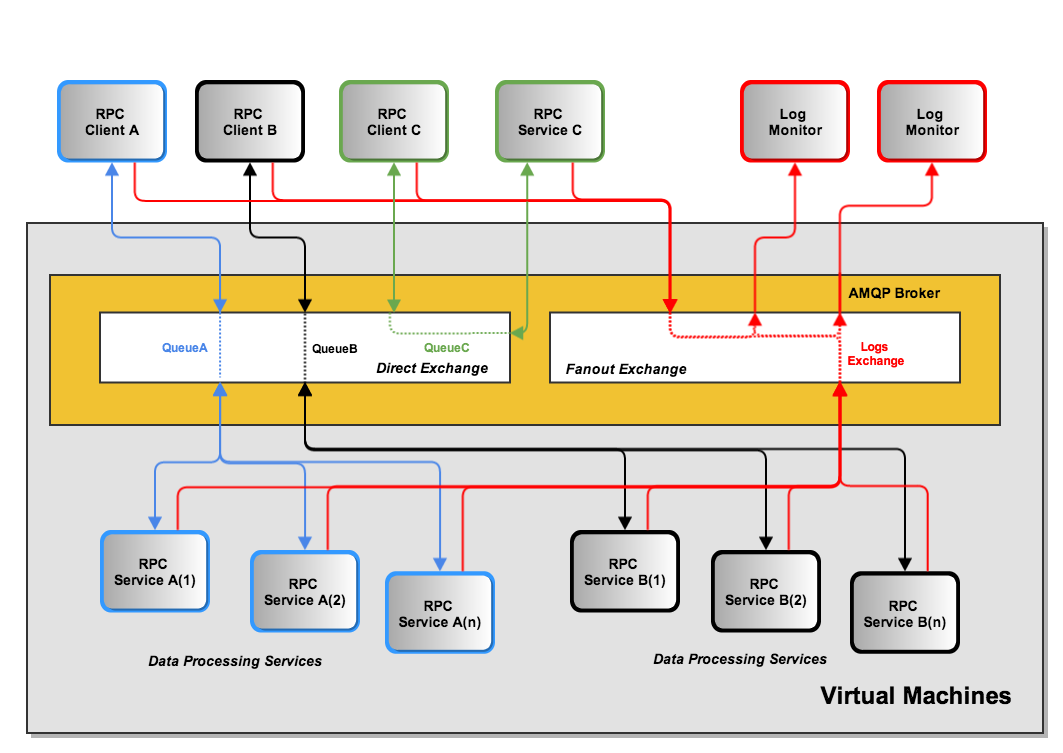 RPC
Client A
RPC
Client B
RPC
Client C
RPC
Service C
Log
Monitor
Log
Monitor
AMQP Broker
QueueA
QueueB
QueueC
Direct Exchange
Fanout Exchange
Logs
Exchange
RPC
Service A(1)
RPC
Service A(2)
RPC
Service A(n)
RPC
Service B(1)
RPC
Service B(2)
RPC
Service B(n)
Data Processing Services
Data Processing Services
Virtual Machines